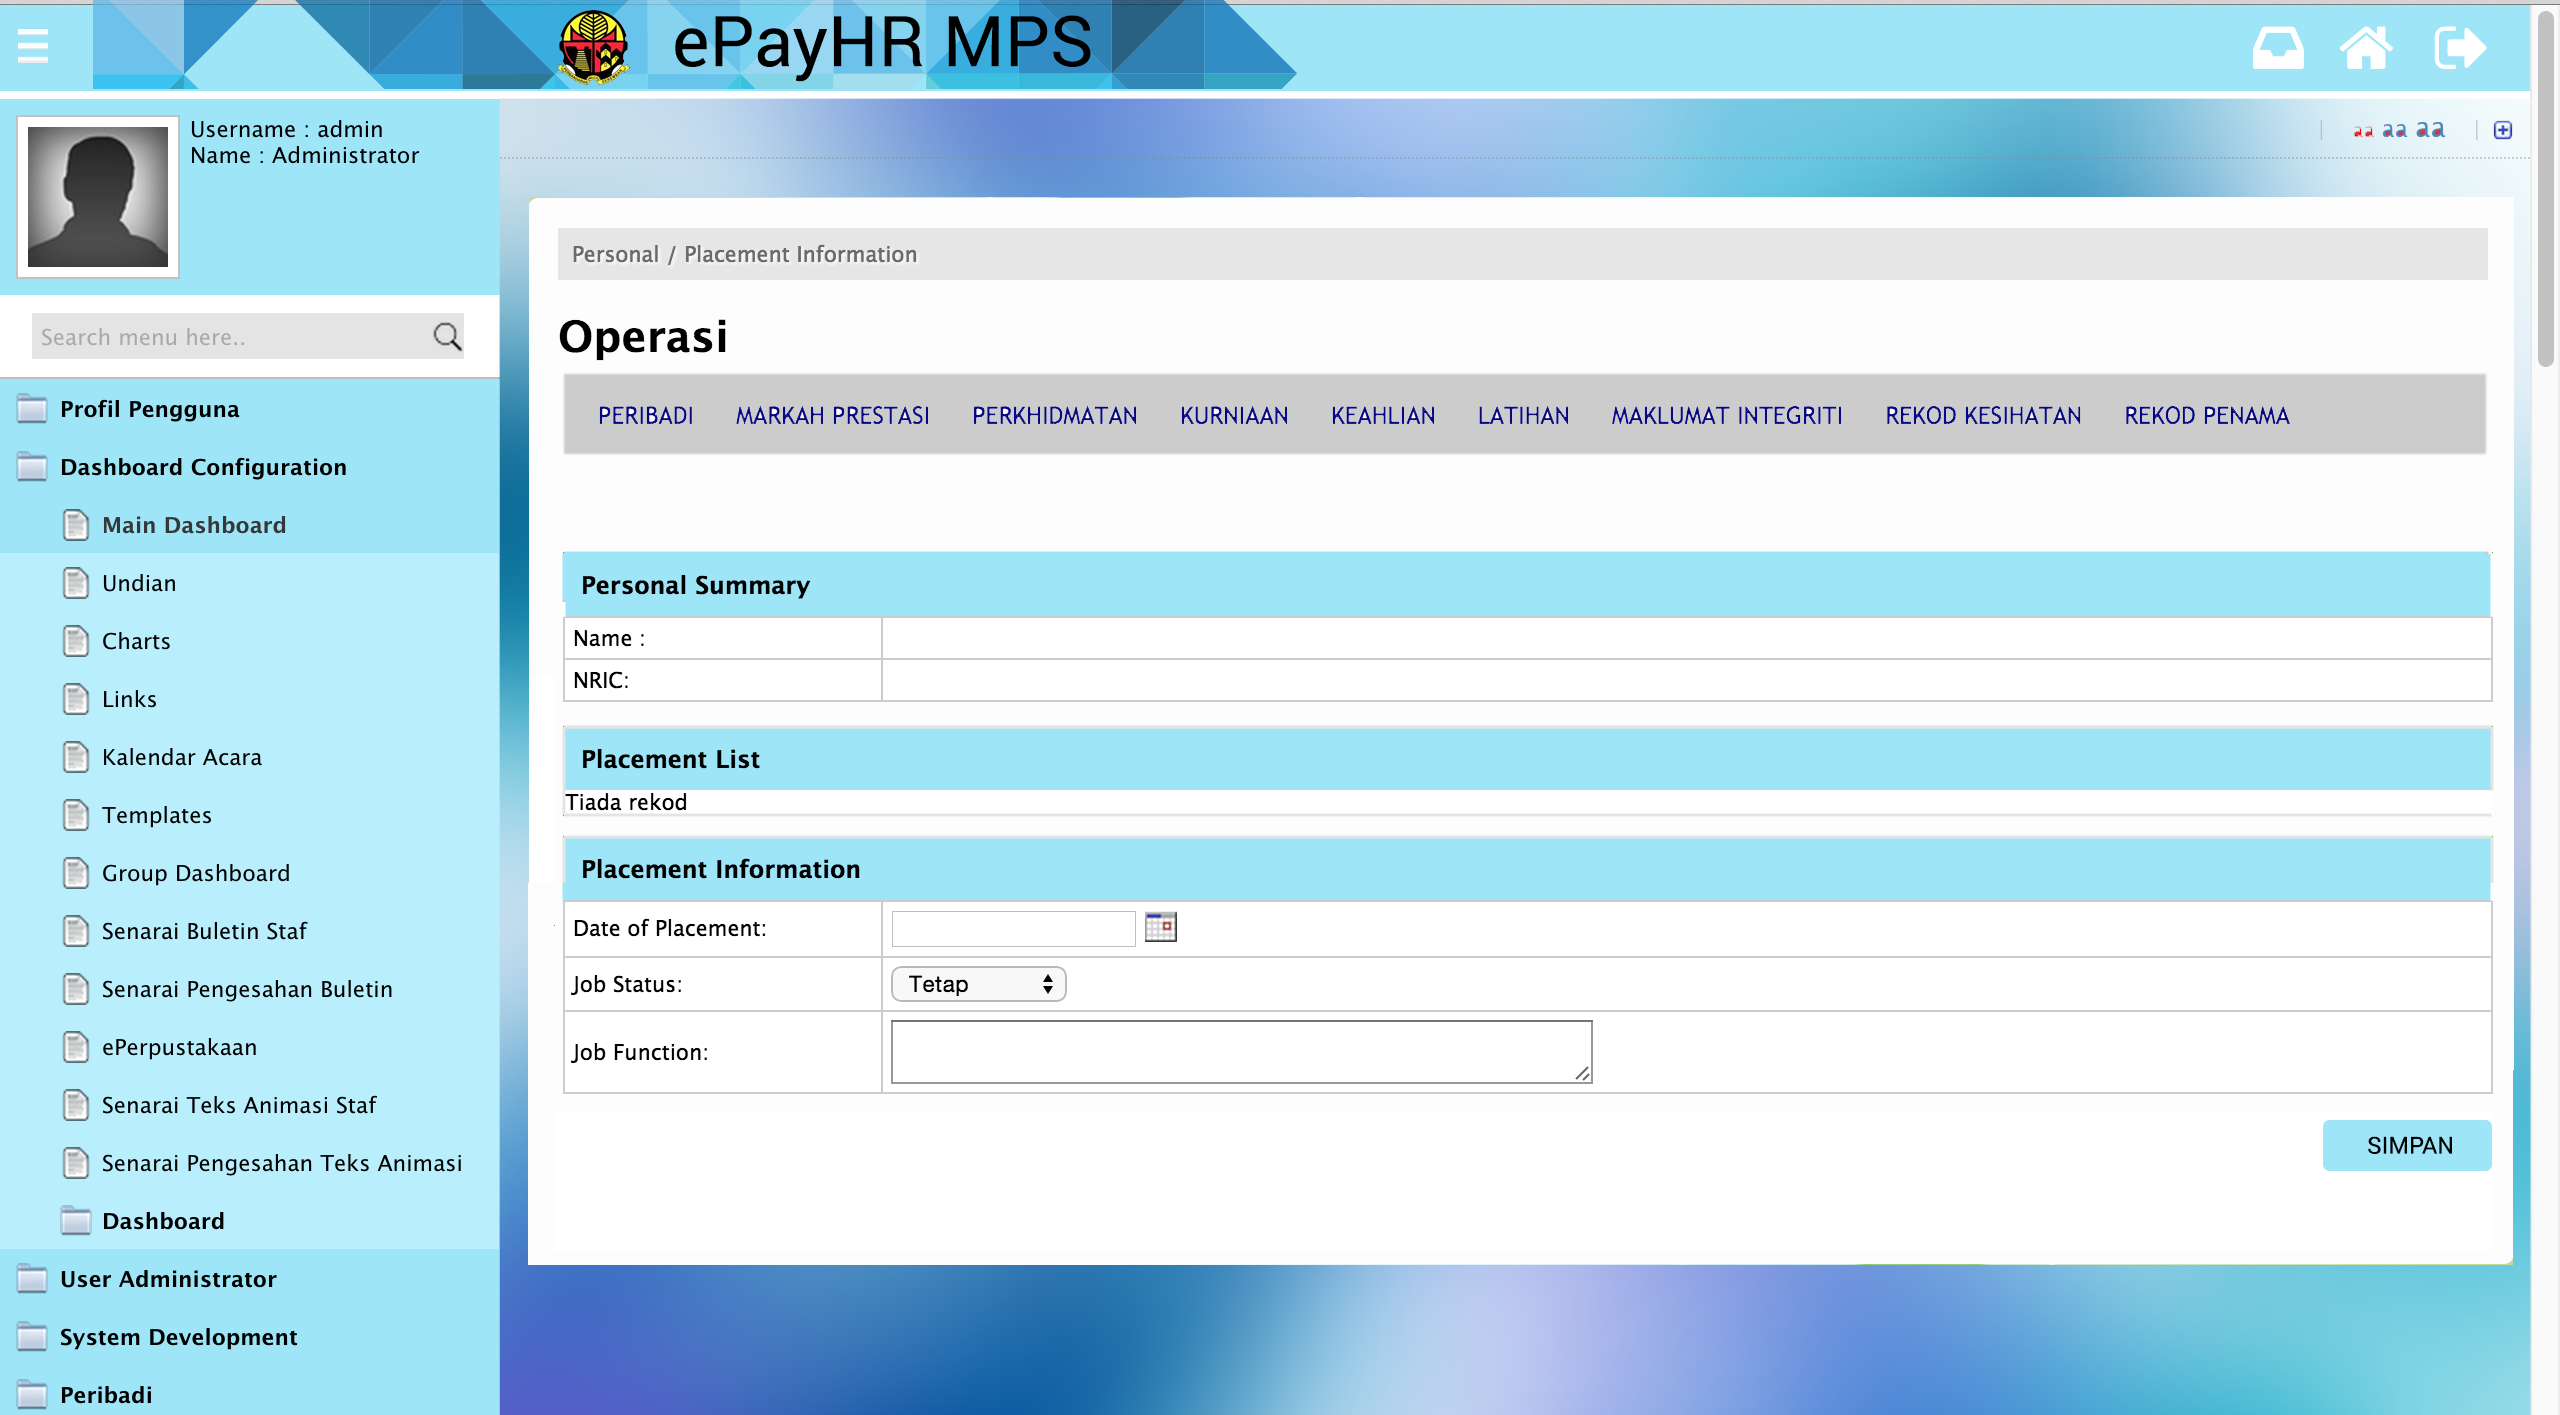 ePayHR MPS
Username : admin
Name : Administrator
Search menu here..
Profil Pengguna
Dashboard Configuration
Main Dashboard
Undian
Charts
Links
Kalendar Acara
Templates
Group Dashboard
Senarai Buletin Staf
Senarai Pengesahan Buletin
ePerpustakaan
Senarai Teks Animasi Staf
Senarai Pengesahan Teks Animasi
Dashboard
User Administrator
System Development
Peribadi
aa aa aa
Personal / Placement Information
Operasi
PERIBADI MARKAH PRESTASI PERKHIDMATAN KURNIAAN KEAHLIAN LATIHAN MAKLUMAT INTEGRITI REKOD KESIHATAN REKOD PENAMA
Personal Summary
Name :
NRIC:
Placement List
Tiada rekod
Placement Information
Date of Placement:
Job Status: Tetap
Job Function:
SIMPAN